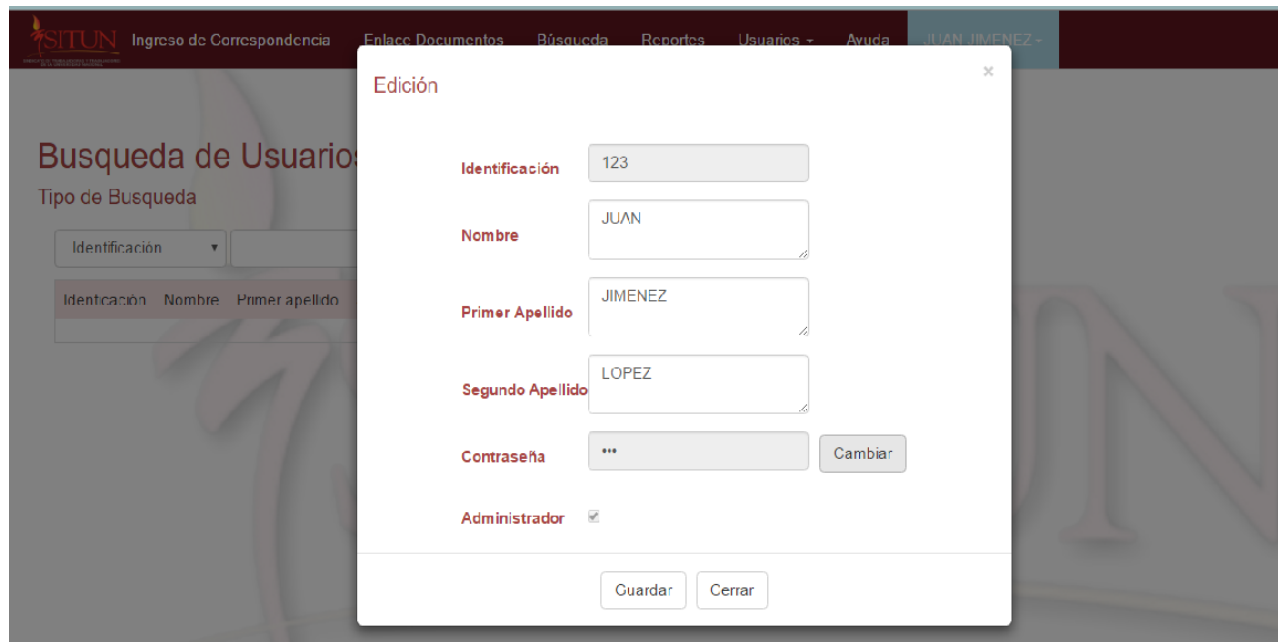 SITUN Ingreso de Correspondencia Enlace Documentos Búsqueda Reportes Usuarios Ayuda JUAN JIMENEZ
Edición ×
Busqueda de Usuarios
Tipo de Busqueda
Identificación
Identicación Nombre Primer apellido
Identificación 123
Nombre JUAN
Primer Apellido JIMENEZ
Segundo Apellido LOPEZ
Contraseña ••• Cambiar
Administrador
Guardar Cerrar